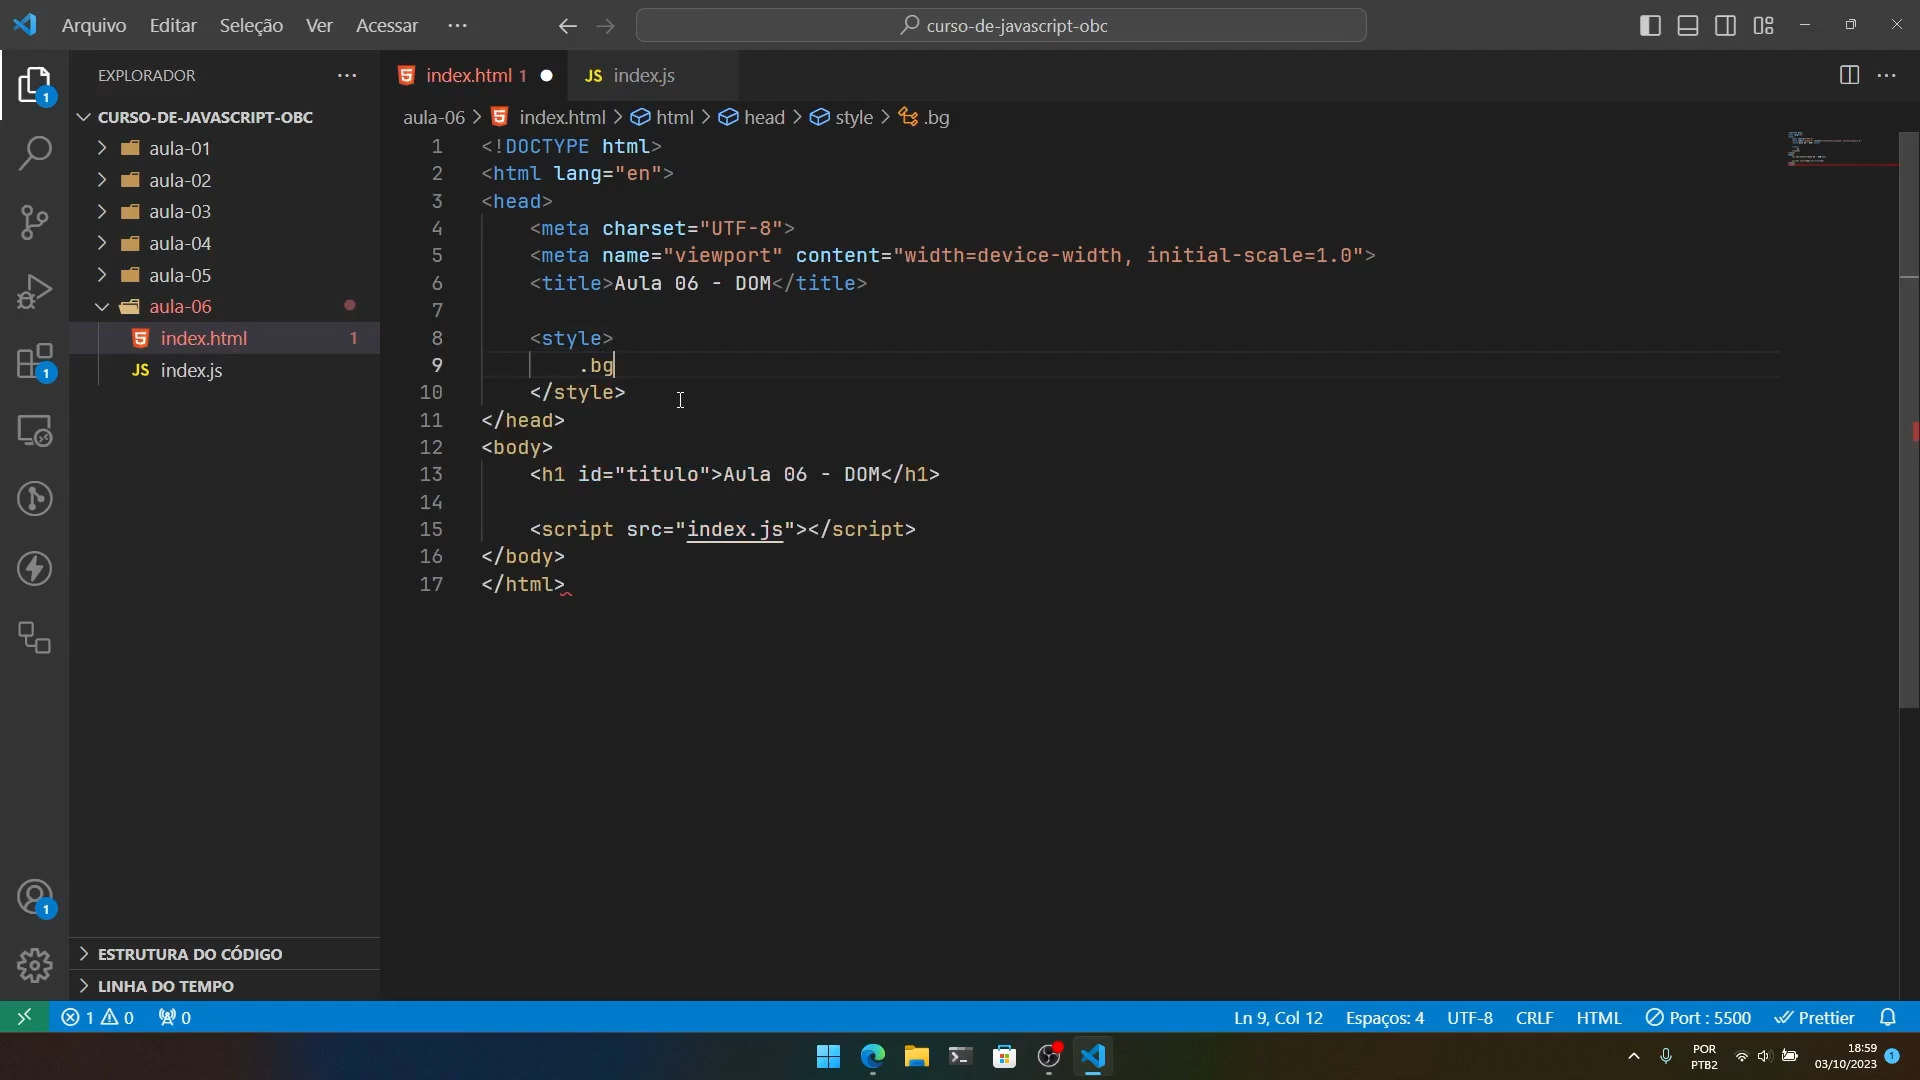 Arquivo Editar Seleção Ver Acessar ···
curso-de-javascript-obc
EXPLORADOR
CURSO-DE-JAVASCRIPT-OBC
aula-01
aula-02
aula-03
aula-04
aula-05
aula-06
index.html 1
JS index.js
ESTRUTURA DO CÓDIGO
LINHA DO TEMPO
1
1
1
index.html 1
JS index.js
aula-06 > index.html > html > head > style > .bg
1 <!DOCTYPE html>
2 <html lang="en">
3 <head>
4 <meta charset="UTF-8">
5 <meta name="viewport" content="width=device-width, initial-scale=1.0">
6 <title>Aula 06 - DOM</title>
7
8 <style>
9 .bg
10 </style>
11 </head>
12 <body>
13 <h1 id="titulo">Aula 06 - DOM</h1>
14
15 <script src="index.js"></script>
16 </body>
17 </html>
1 0 0 Ln 9, Col 12 Espaços: 4 UTF-8 CRLF HTML Port : 5500 Prettier
POR
PTB2
18:59
03/10/2023
1